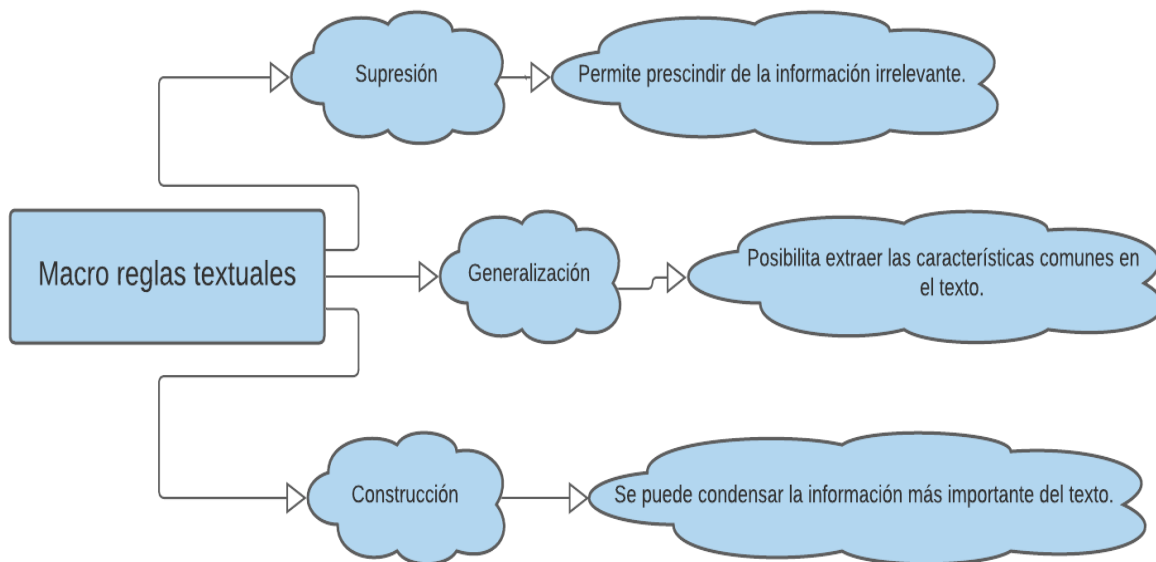 Supresión
Permite prescindir de la información irrelevante.
Macro reglas textuales
Generalización
Posibilita extraer las características comunes en
el texto.
Construcción
Se puede condensar la información más importante del texto.